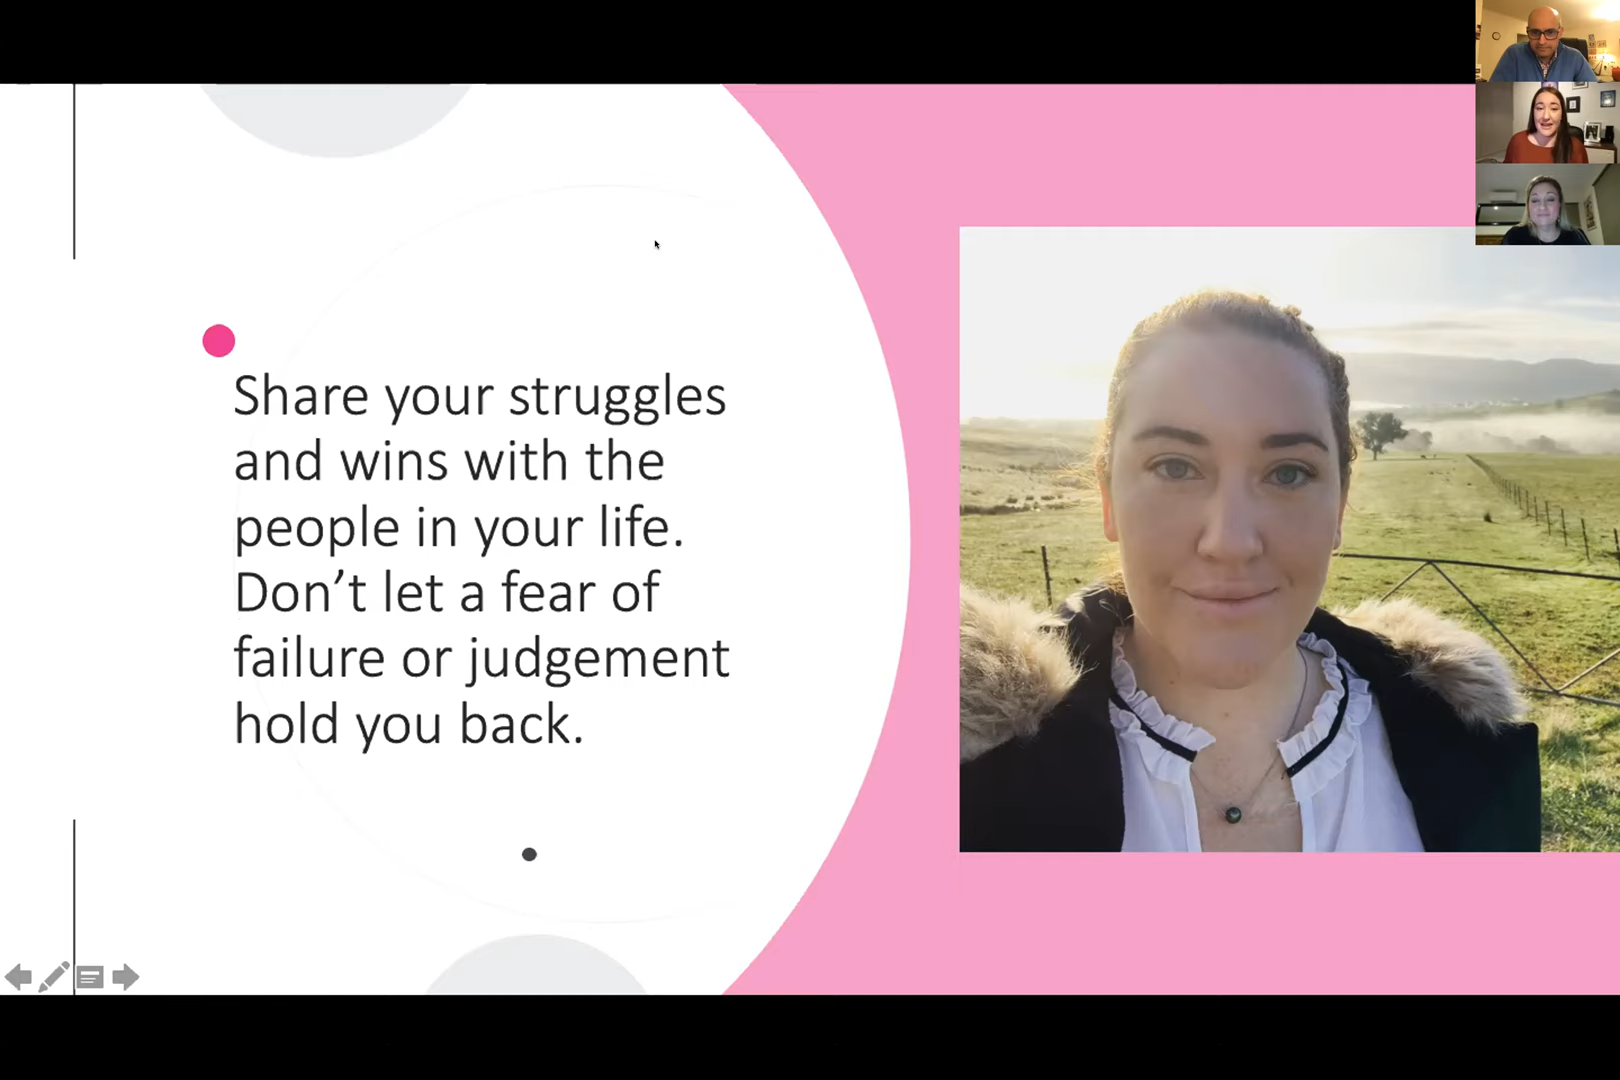 Share your struggles
and wins with the
people in your life.
Don’t let a fear of
failure or judgement
hold you back.